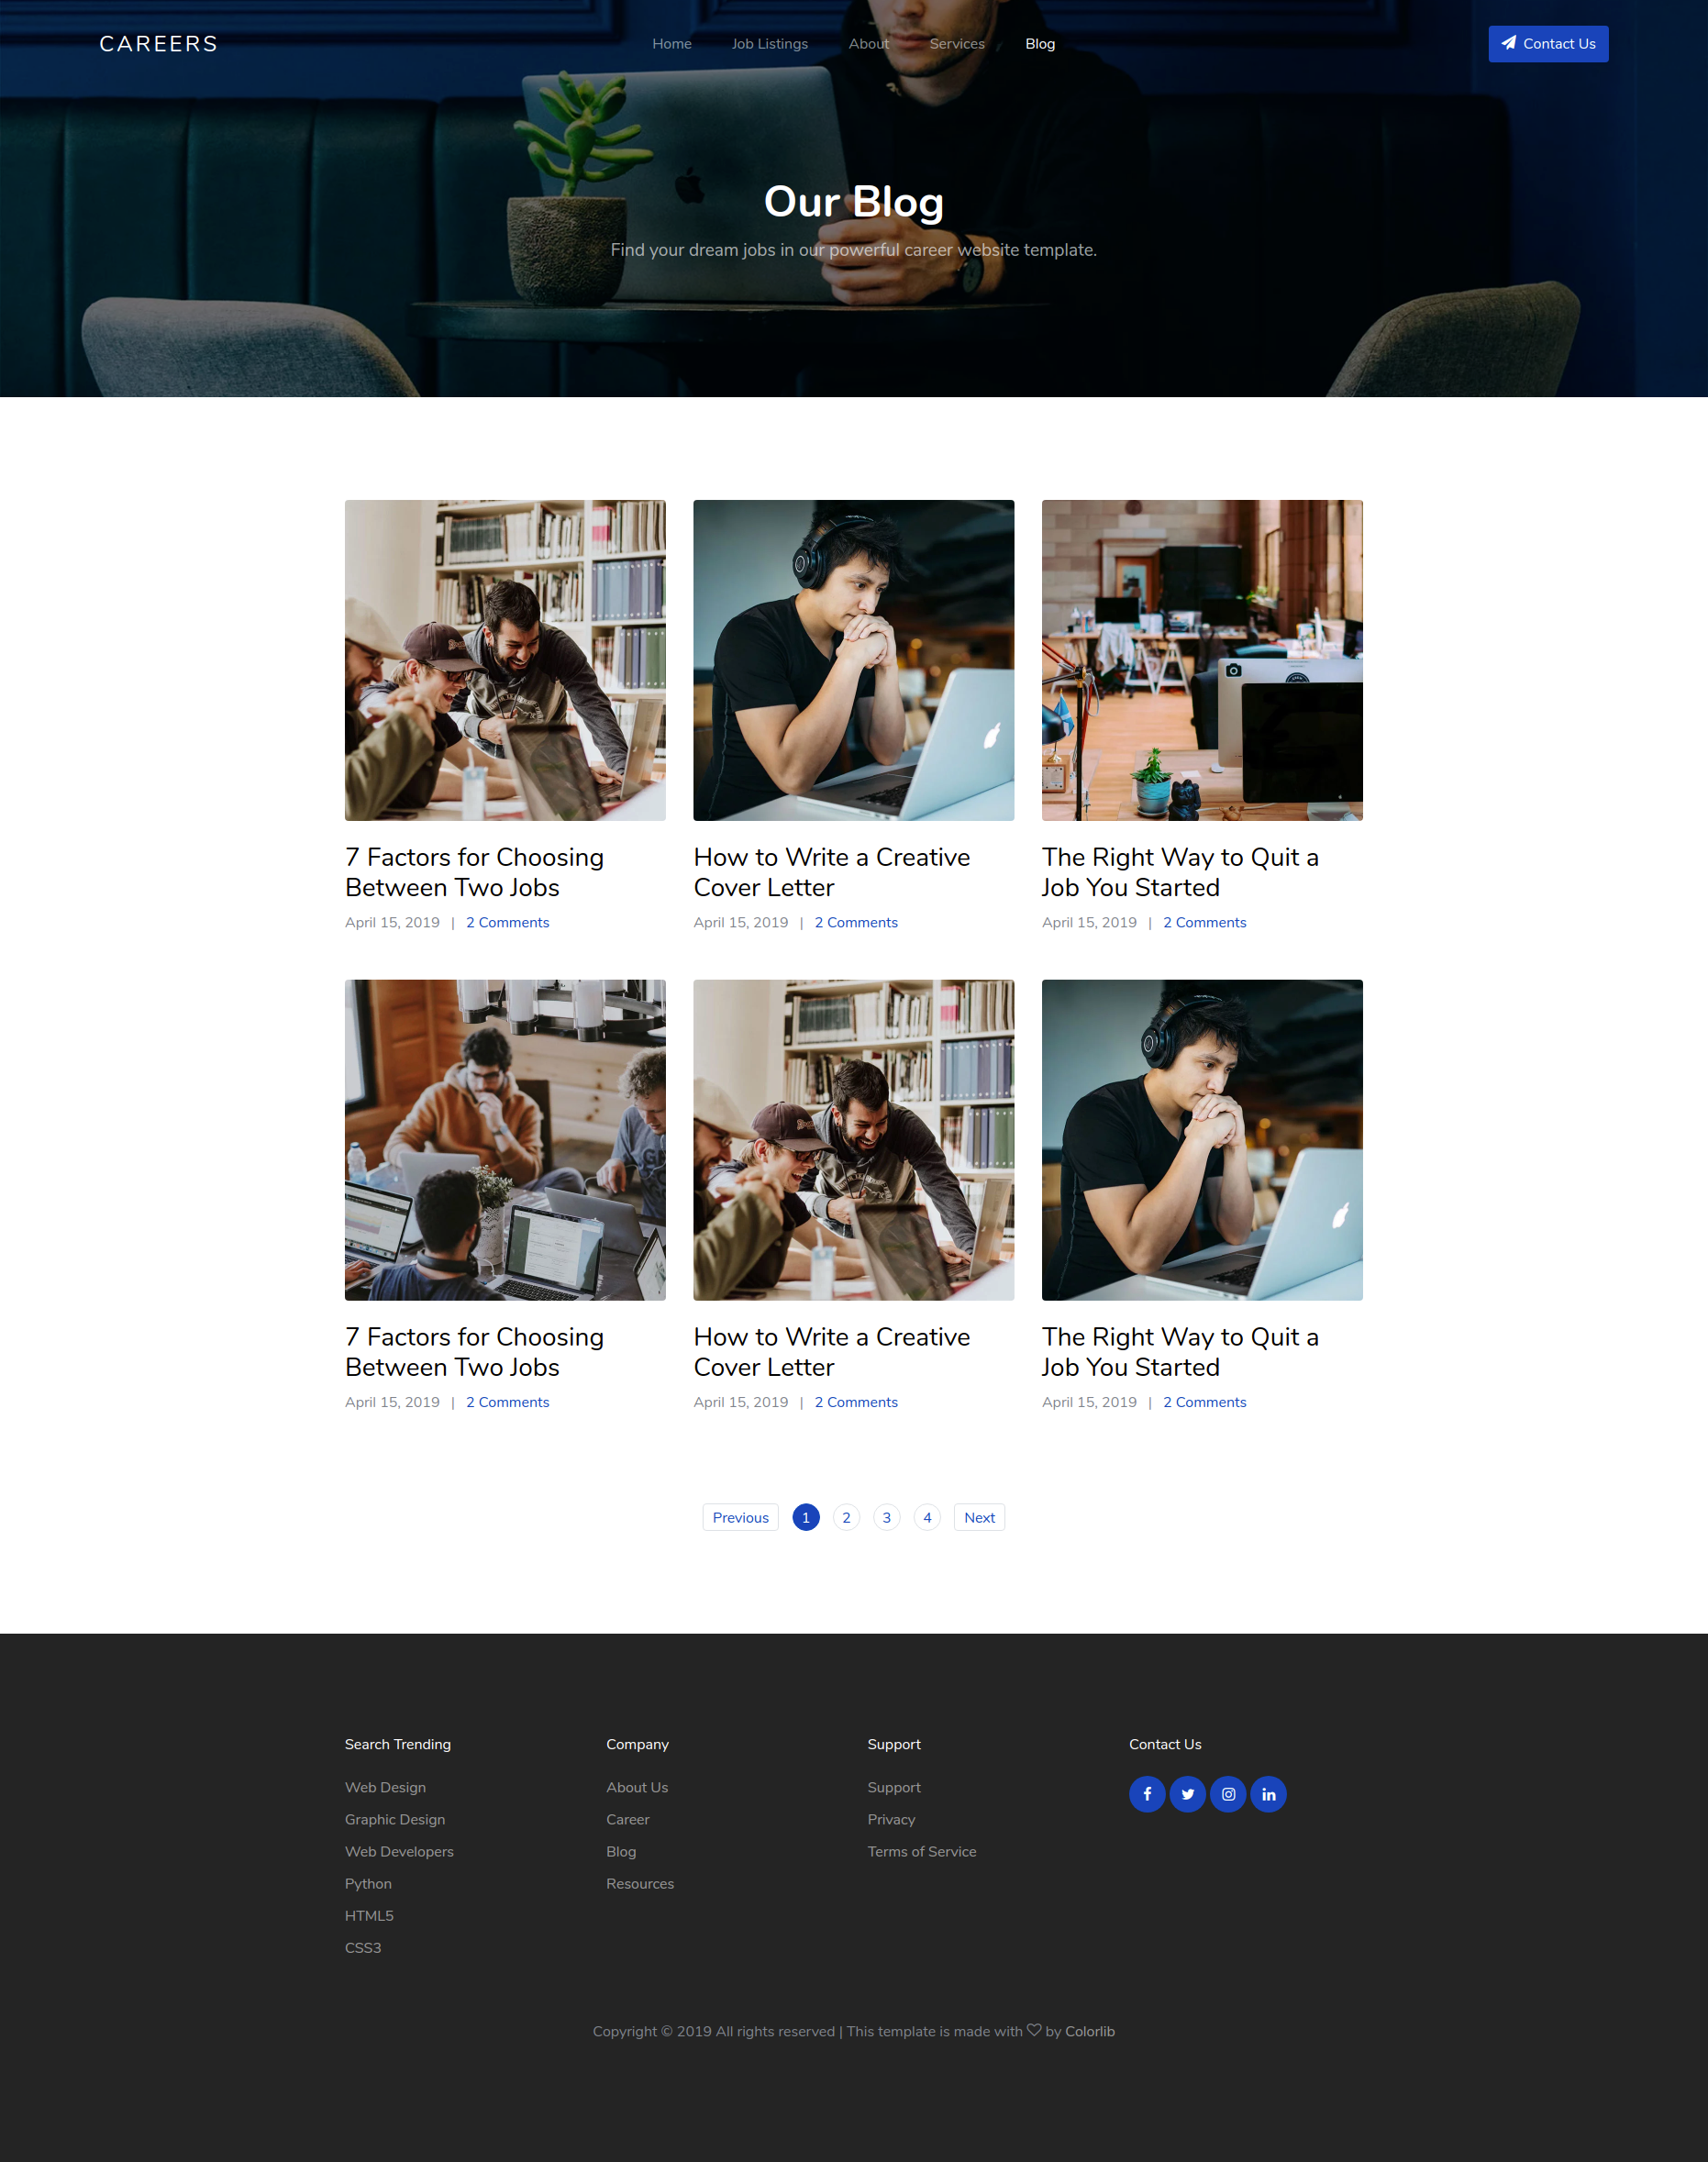 CAREERS
Home
Job Listings
About
Services
Blog
Contact Us
Our Blog
Find your dream jobs in our powerful career website template.
7 Factors for Choosing
Between Two Jobs
April 15, 2019 | 2 Comments
How to Write a Creative
Cover Letter
April 15, 2019 | 2 Comments
The Right Way to Quit a
Job You Started
April 15, 2019 | 2 Comments
7 Factors for Choosing
Between Two Jobs
April 15, 2019 | 2 Comments
How to Write a Creative
Cover Letter
April 15, 2019 | 2 Comments
The Right Way to Quit a
Job You Started
April 15, 2019 | 2 Comments
Previous 1 2 3 4 Next
Search Trending
Web Design
Graphic Design
Web Developers
Python
HTML5
CSS3
Company
About Us
Career
Blog
Resources
Support
Support
Privacy
Terms of Service
Contact Us
Copyright © 2019 All rights reserved | This template is made with ♡ by Colorlib